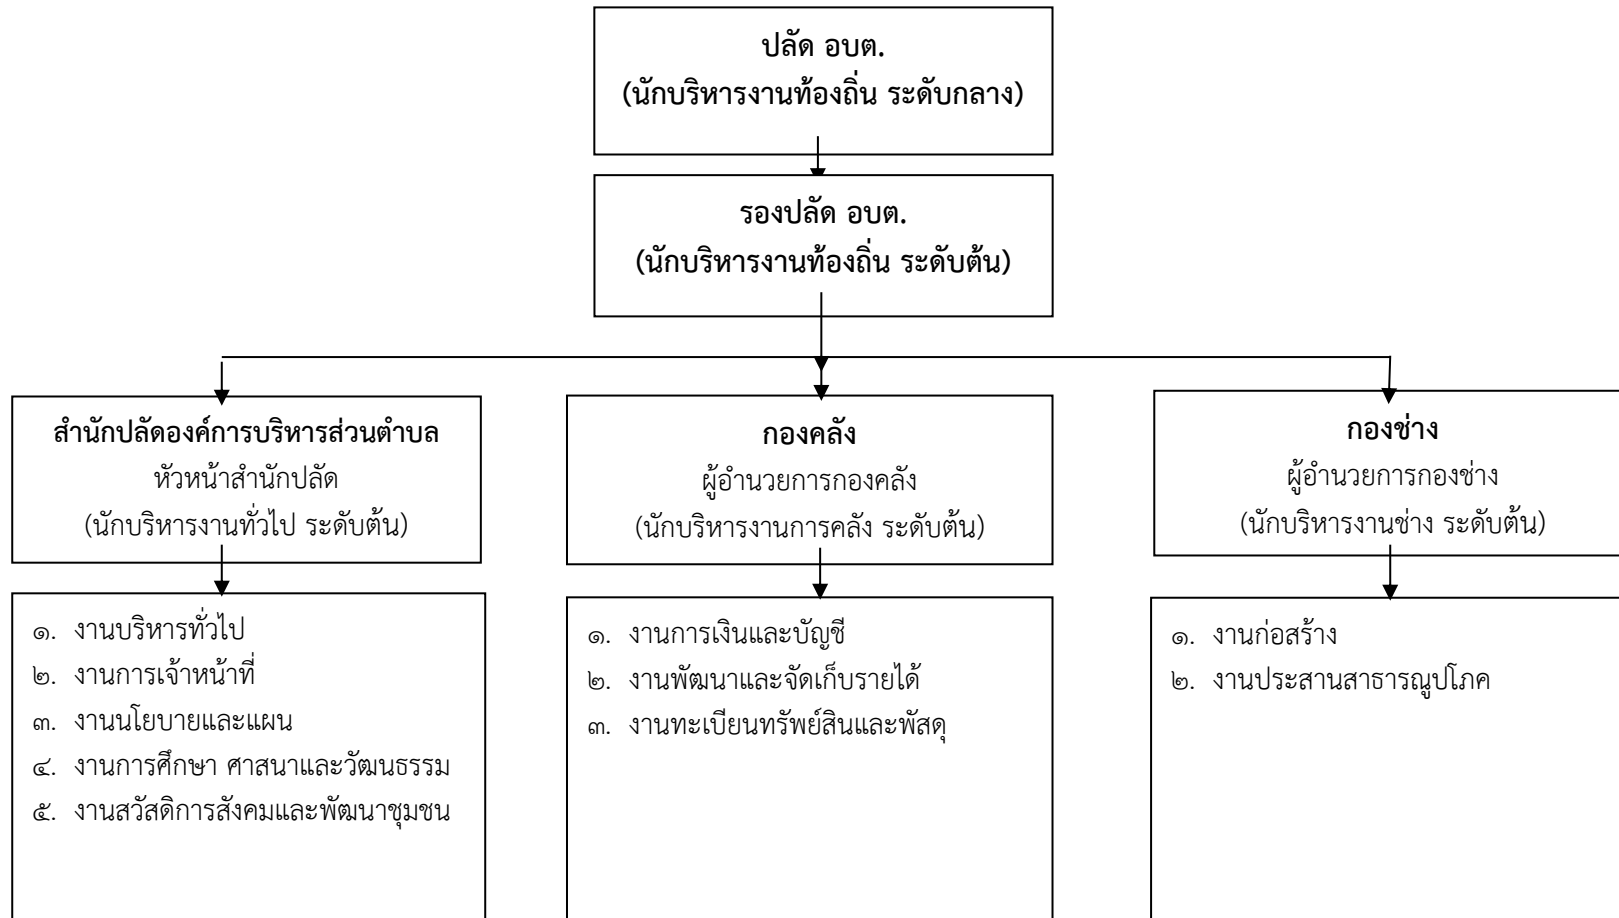 ปลัด อบต.
(นักบริหารงานท้องถิ่น ระดับกลาง)
รองปลัด อบต.
(นักบริหารงานท้องถิ่น ระดับต้น)
สำนักปลัดองค์การบริหารส่วนตำบล
หัวหน้าสำนักปลัด
(นักบริหารงานทั่วไป ระดับต้น)
๑. งานบริหารทั่วไป
๒. งานการเจ้าหน้าที่
๓. งานนโยบายและแผน
๔. งานการศึกษา ศาสนาและวัฒนธรรม
๕. งานสวัสดิการสังคมและพัฒนาชุมชน
กองคลัง
ผู้อำนวยการกองคลัง
(นักบริหารงานการคลัง ระดับต้น)
๑. งานการเงินและบัญชี
๒. งานพัฒนาและจัดเก็บรายได้
๓. งานทะเบียนทรัพย์สินและพัสดุ
กองช่าง
ผู้อำนวยการกองช่าง
(นักบริหารงานช่าง ระดับต้น)
๑. งานก่อสร้าง
๒. งานประสานสาธารณูปโภค